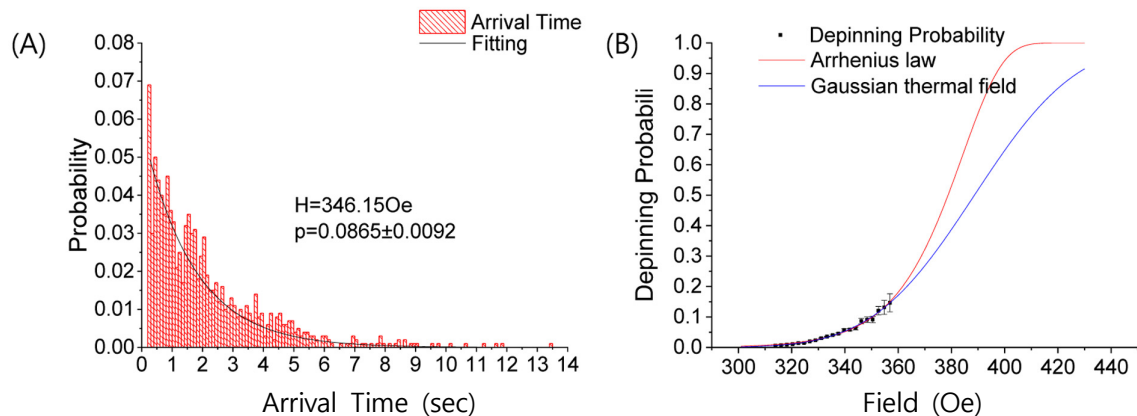 (A)
Arrival Time
Fitting
0.08
0.07
0.06
0.05
0.04
0.03
0.02
0.01
0.00
Probability
H=346.15Oe
p=0.0865±0.0092
0 1 2 3 4 5 6 7 8 9 10 11 12 13 14
Arrival Time (sec)
(B)
Depinning Probability
Arrhenius law
Gaussian thermal field
1.0
0.9
0.8
0.7
0.6
0.5
0.4
0.3
0.2
0.1
0.0
Depinning Probabili
300 320 340 360 380 400 420 440
Field (Oe)